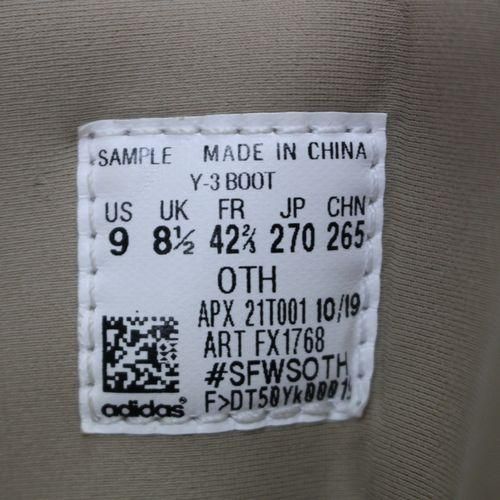 SAMPLE MADE IN CHINA
Y-3 BOOT
US UK FR JP CHN
9 8½ 42⅔ 270 265
OTH
APX 21T001 10/19
ART FX1768
#SFWSOTH
adidas